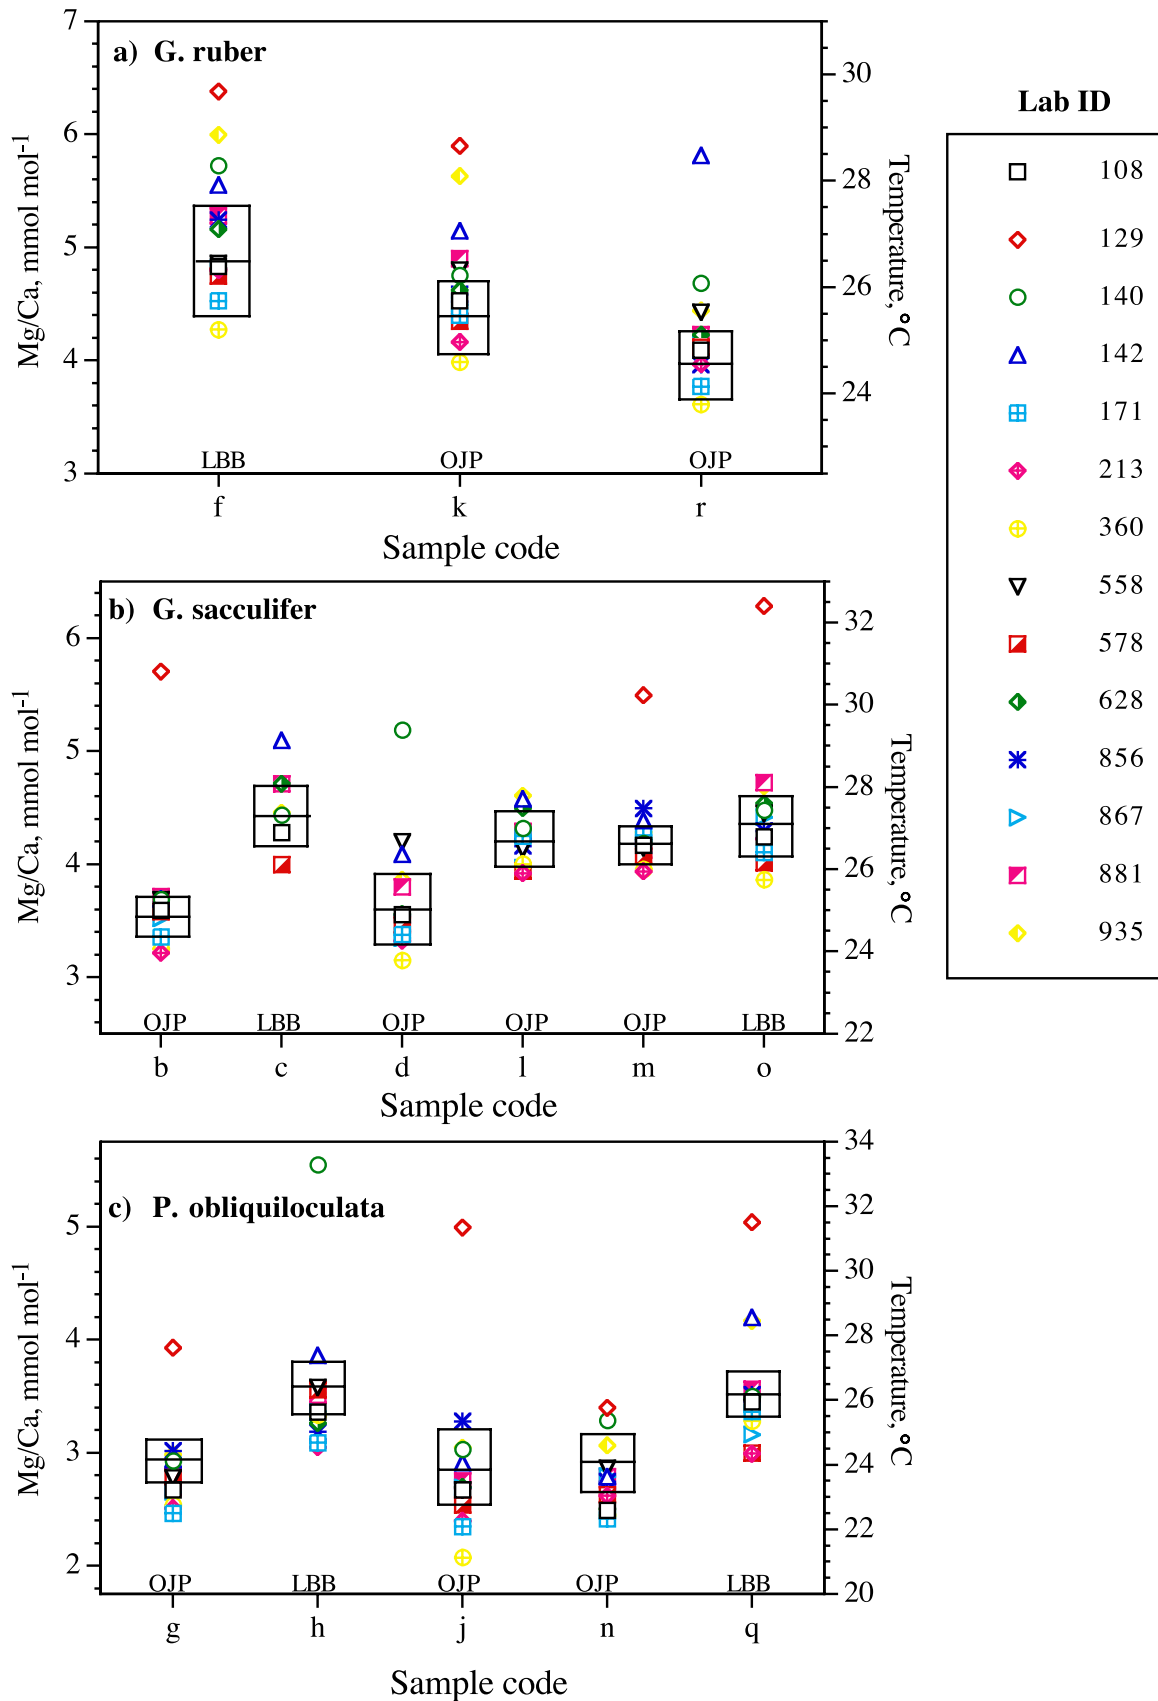 a) G. ruber
7
6
5
4
3
Mg/Ca, mmol mol-1
30
28
26
24
Temperature, °C
LBB OJP OJP
f k r
Sample code
Lab ID
108
129
140
142
171
213
360
558
578
628
856
867
881
935
b) G. sacculifer
6
5
4
3
Mg/Ca, mmol mol-1
32
30
28
26
24
22
Temperature, °C
OJP LBB OJP OJP OJP LBB
b c d l m o
Sample code
c) P. obliquiloculata
5
4
3
2
Mg/Ca, mmol mol-1
34
32
30
28
26
24
22
20
Temperature, °C
OJP LBB OJP OJP LBB
g h j n q
Sample code